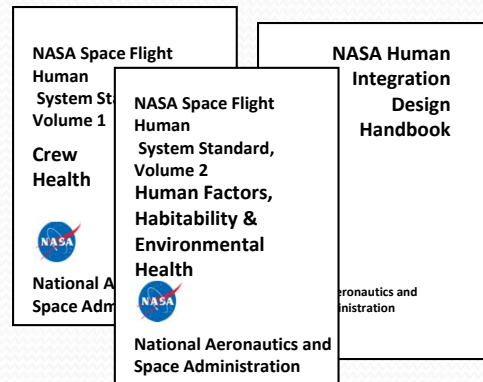 NASA Space Flight
Human
System St
Volume 1
Crew
Health
NASA
National A
Space Adm
NASA Space Flight
Human
System Standard,
Volume 2
Human Factors,
Habitability &
Environmental
Health
NASA
National Aeronautics and
Space Administration
NASA Human
Integration
Design
Handbook
eronautics and
inistration